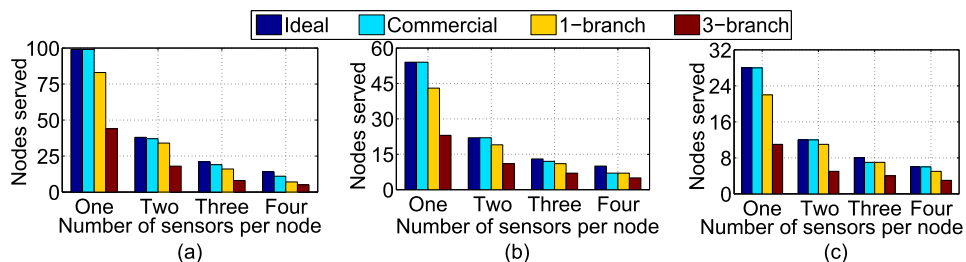 Ideal Commercial 1-branch 3-branch
Nodes served
100
75
50
25
0
One Two Three Four
Number of sensors per node
(a)
Nodes served
60
45
30
15
0
One Two Three Four
Number of sensors per node
(b)
Nodes served
32
24
16
8
0
One Two Three Four
Number of sensors per node
(c)